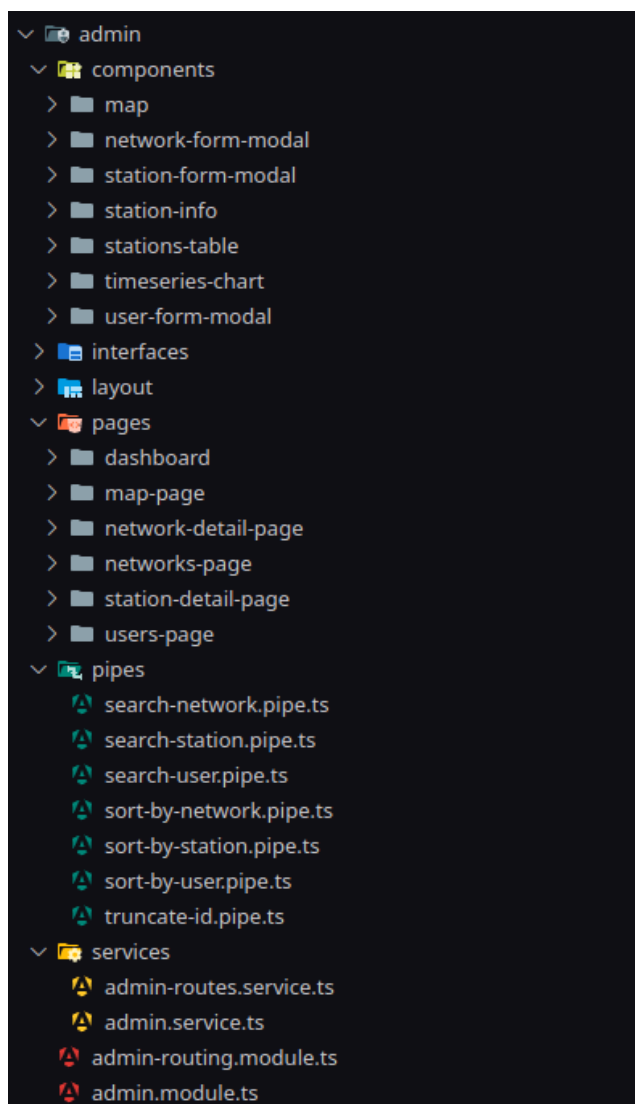 admin
components
map
network-form-modal
station-form-modal
station-info
stations-table
timeseries-chart
user-form-modal
interfaces
layout
pages
dashboard
map-page
network-detail-page
networks-page
station-detail-page
users-page
pipes
search-network.pipe.ts
search-station.pipe.ts
search-user.pipe.ts
sort-by-network.pipe.ts
sort-by-station.pipe.ts
sort-by-user.pipe.ts
truncate-id.pipe.ts
services
admin-routes.service.ts
admin.service.ts
admin-routing.module.ts
admin.module.ts